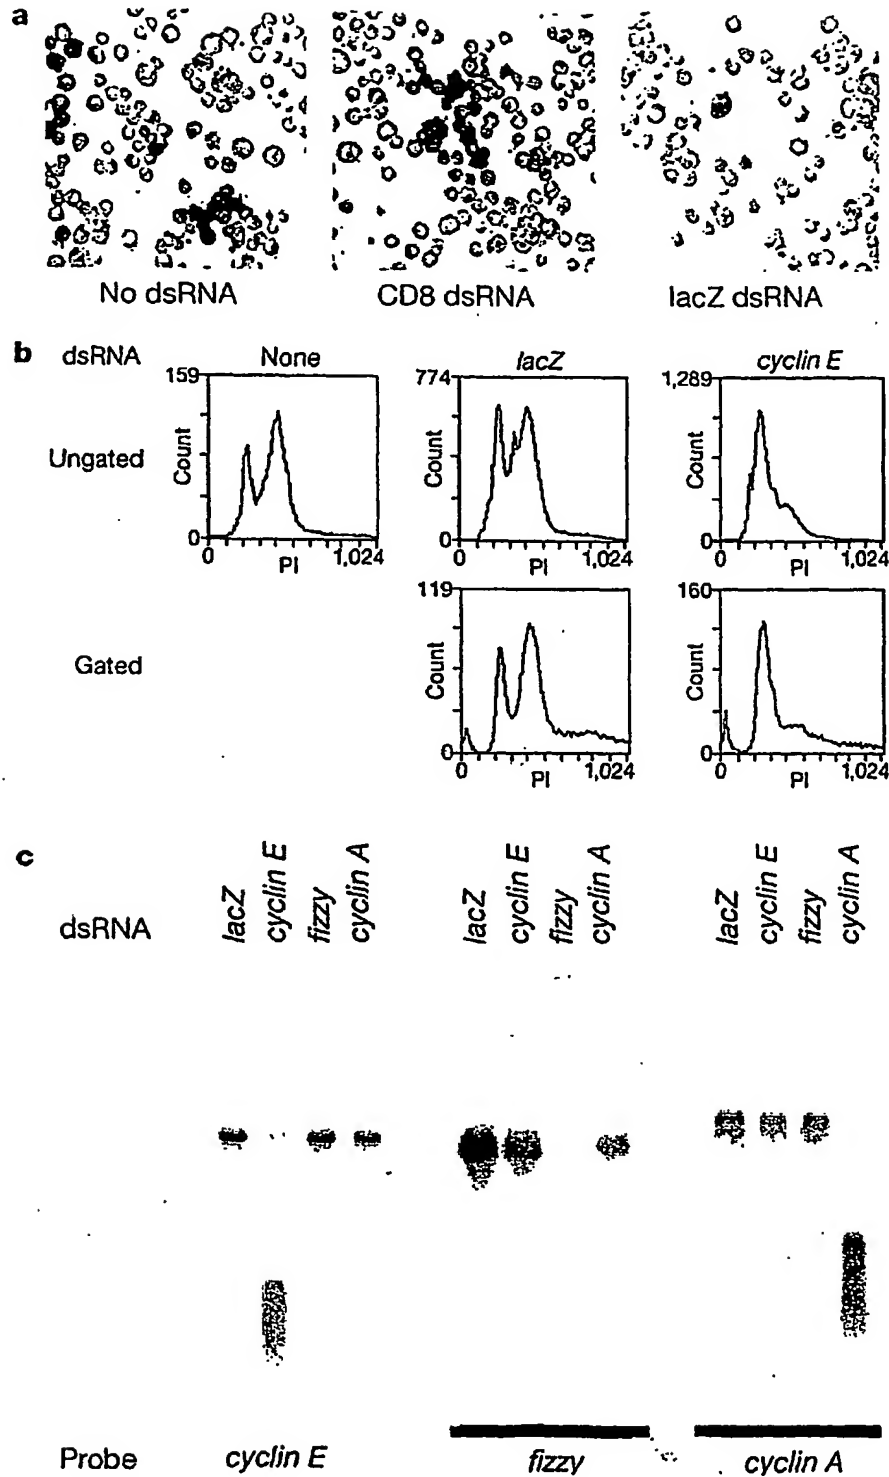 a
No dsRNA CD8 dsRNA lacZ dsRNA
b dsRNA None lacZ cyclin E
159 774 1,289
Ungated Count Count Count
0 0 0
0 1,024 0 1,024 0 1,024
PI PI PI
119 160
Gated Count Count
0 0
0 1,024 0 1,024
PI PI
c
dsRNA lacZ cyclin E fizzy cyclin A lacZ cyclin E fizzy cyclin A lacZ cyclin E fizzy cyclin A
Probe cyclin E fizzy cyclin A